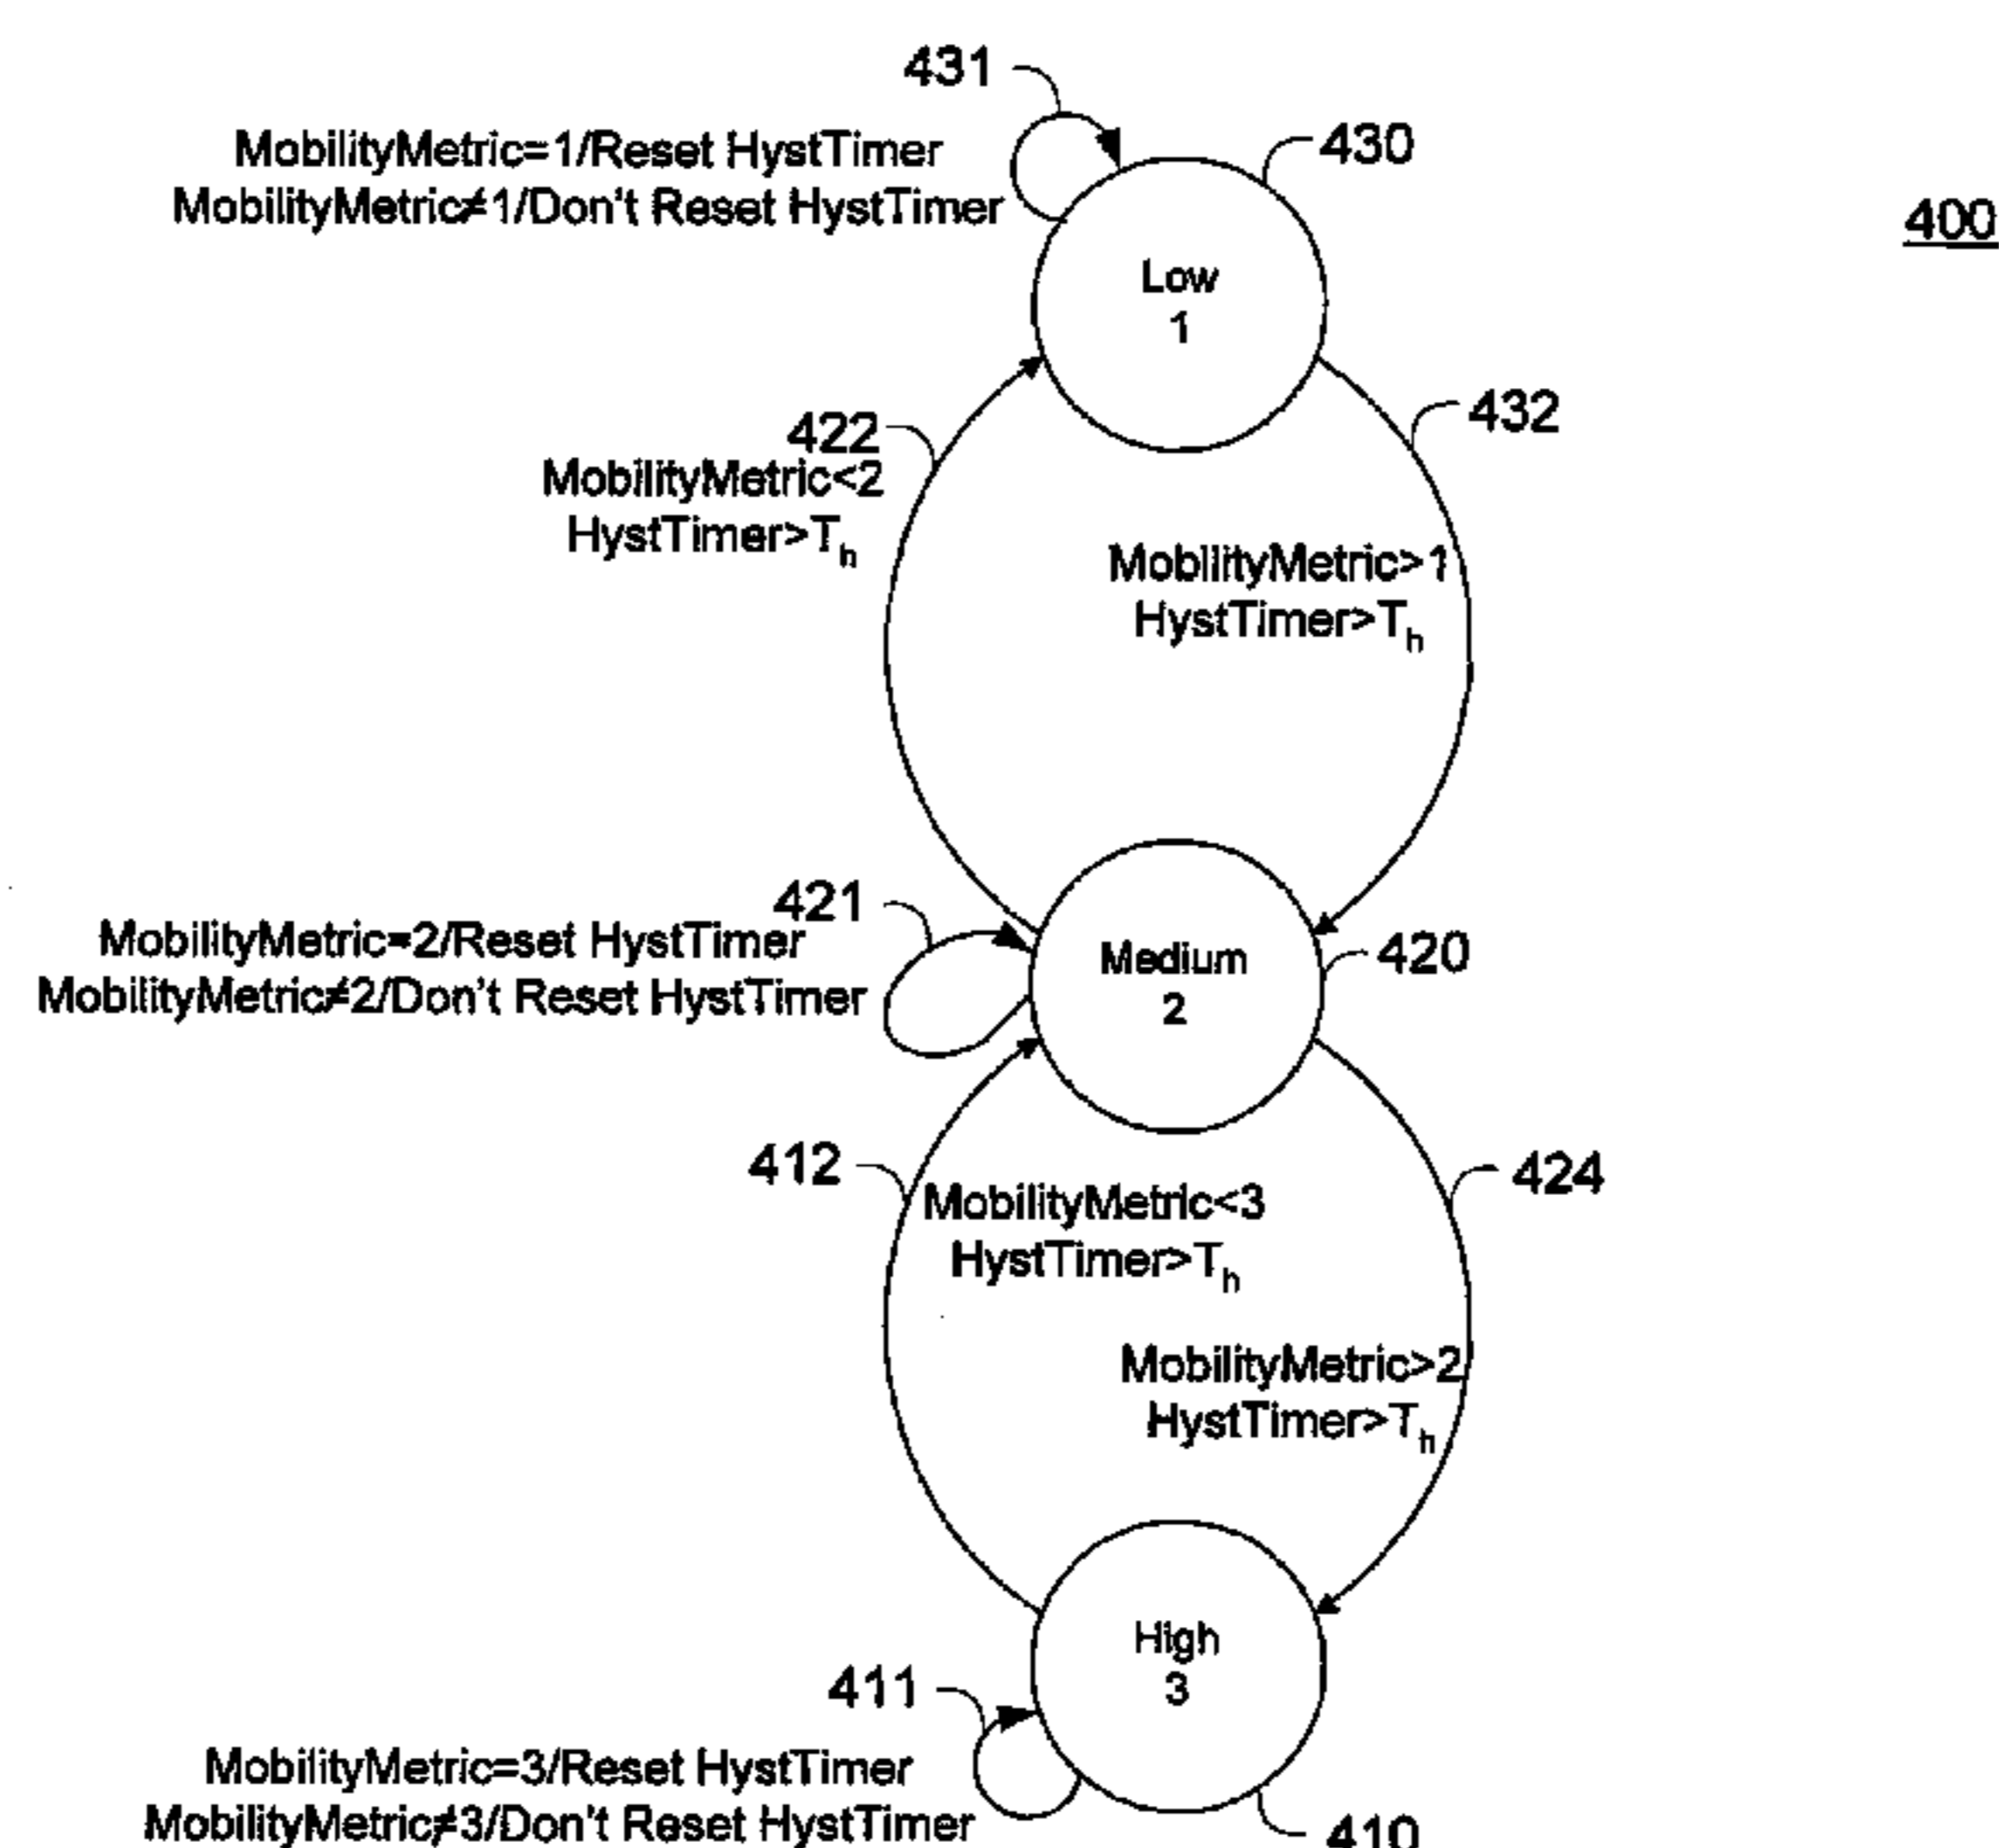 431
MobilityMetric=1/Reset HystTimer
MobilityMetric≠1/Don't Reset HystTimer
430
400
Low
1
422
MobilityMetric<2
HystTimer>Th
432
MobilityMetric>1
HystTimer>Th
421
MobilityMetric=2/Reset HystTimer
MobilityMetric≠2/Don't Reset HystTimer
Medium
2
420
412
MobilityMetric<3
HystTimer>Th
424
MobilityMetric>2
HystTimer>Th
High
3
411
MobilityMetric=3/Reset HystTimer
MobilityMetric≠3/Don't Reset HystTimer
410